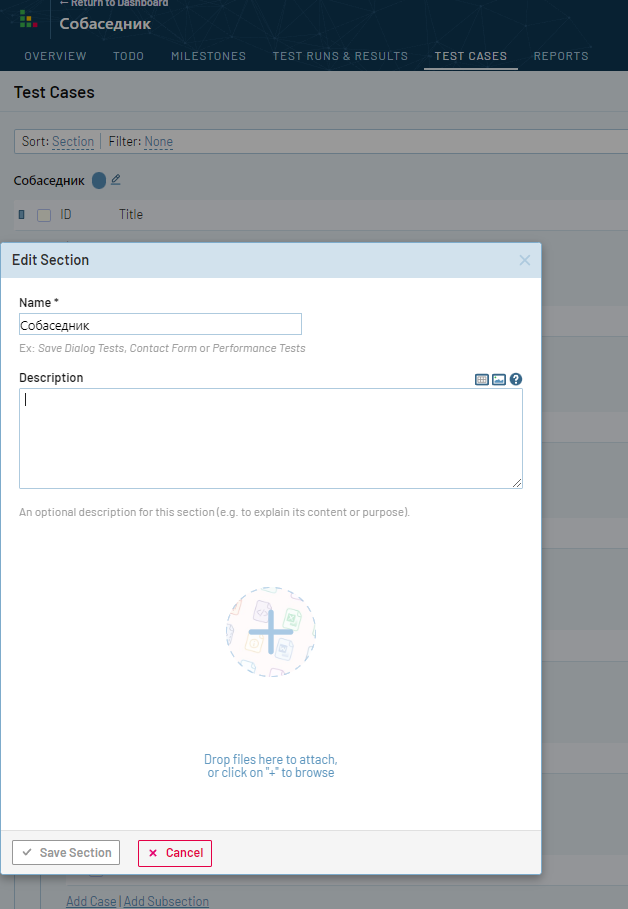 ← Return to Dashboard
Собаседник
OVERVIEW TODO MILESTONES TEST RUNS & RESULTS TEST CASES REPORTS
Test Cases
Sort: Section | Filter: None
Собаседник
ID Title
Edit Section
Name *
Собаседник
Ex: Save Dialog Tests, Contact Form or Performance Tests
Description
An optional description for this section (e.g. to explain its content or purpose).
Drop files here to attach,
or click on "+" to browse
Save Section Cancel
Add Case | Add Subsection